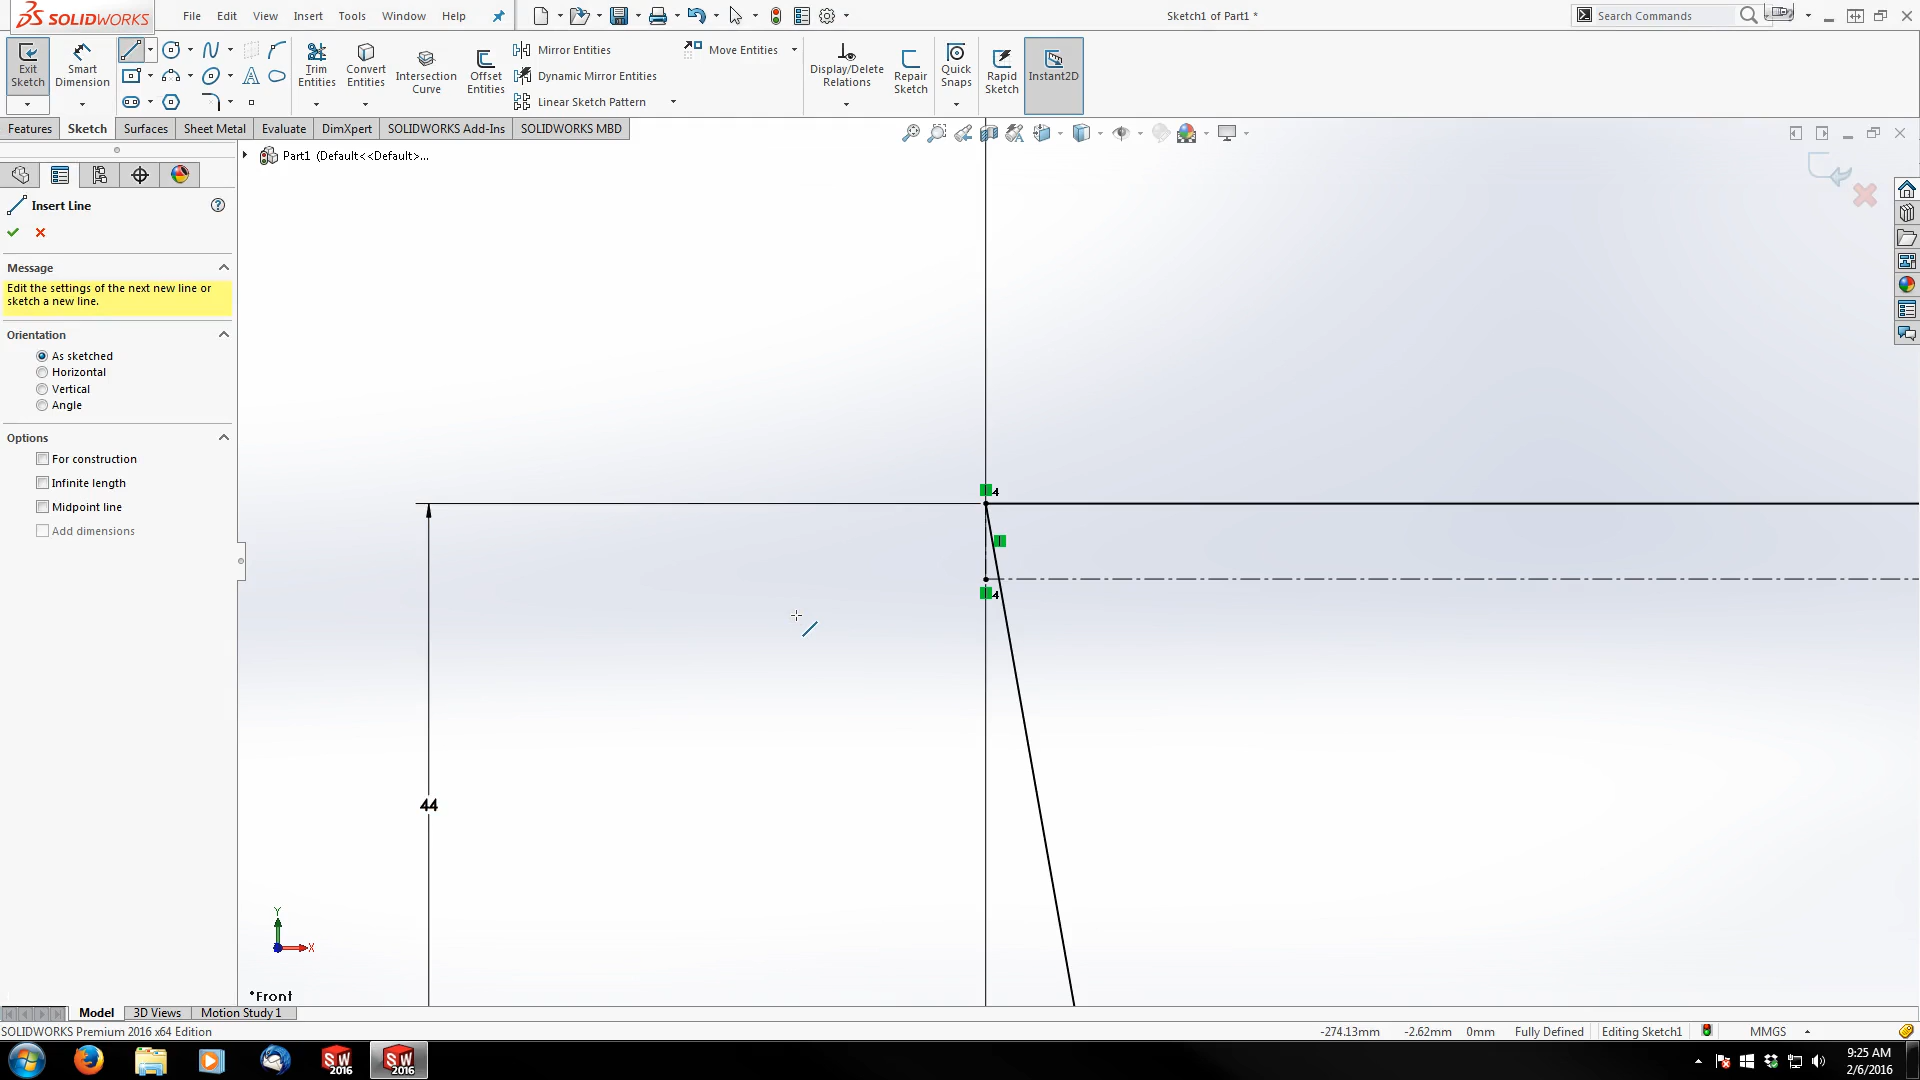 SOLIDWORKS
File Edit View Insert Tools Window Help
Sketch1 of Part1 *
Search Commands
Exit Sketch
Smart Dimension
Trim Entities
Convert Entities
Intersection Curve
Offset Entities
Mirror Entities
Dynamic Mirror Entities
Linear Sketch Pattern
Move Entities
Display/Delete Relations
Repair Sketch
Quick Snaps
Rapid Sketch
Instant2D
Features Sketch Surfaces Sheet Metal Evaluate DimXpert SOLIDWORKS Add-Ins SOLIDWORKS MBD
Part1 (Default<<Default>...
Insert Line
Message
Edit the settings of the next new line or
sketch a new line.
Orientation
As sketched
Horizontal
Vertical
Angle
Options
For construction
Infinite length
Midpoint line
Add dimensions
4
4
44
Y
X
*Front
Model 3D Views Motion Study 1
SOLIDWORKS Premium 2016 x64 Edition
-274.13mm -2.62mm 0mm Fully Defined Editing Sketch1 MMGS
SW 2016
SW 2016
9:25 AM
2/6/2016